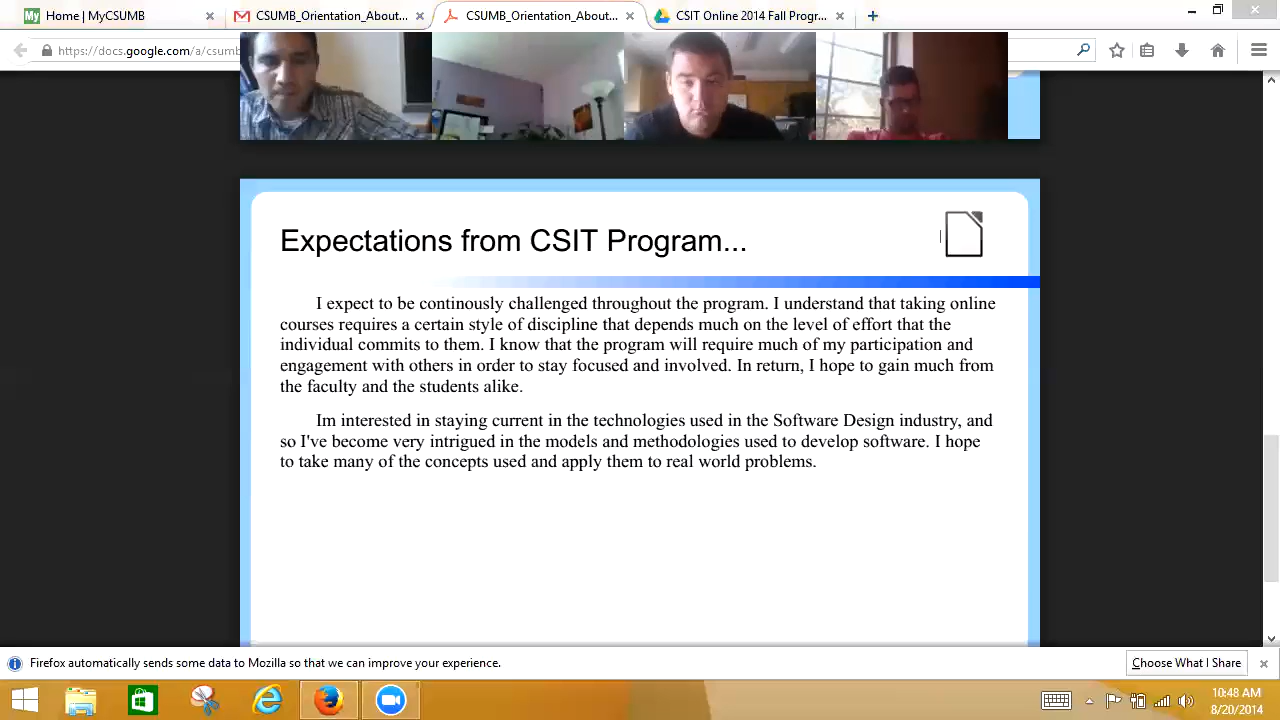 Home | MyCSUMB
CSUMB_Orientation_About...
CSUMB_Orientation_About...
CSIT Online 2014 Fall Progr...
https://docs.google.com/a/csumb
Expectations from CSIT Program...
I expect to be continously challenged throughout the program. I understand that taking online
courses requires a certain style of discipline that depends much on the level of effort that the
individual commits to them. I know that the program will require much of my participation and
engagement with others in order to stay focused and involved. In return, I hope to gain much from
the faculty and the students alike.
Im interested in staying current in the technologies used in the Software Design industry, and
so I've become very intrigued in the models and methodologies used to develop software. I hope
to take many of the concepts used and apply them to real world problems.
Firefox automatically sends some data to Mozilla so that we can improve your experience.
Choose What I Share
10:48 AM
8/20/2014